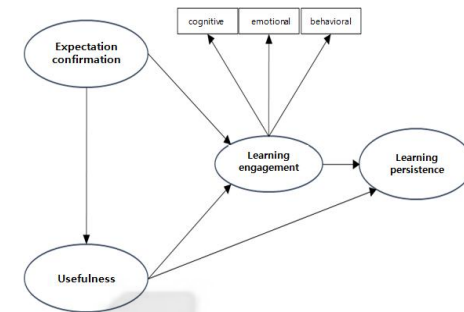 cognitive emotional behavioral
Expectation
confirmation
Learning
engagement
Learning
persistence
Usefulness